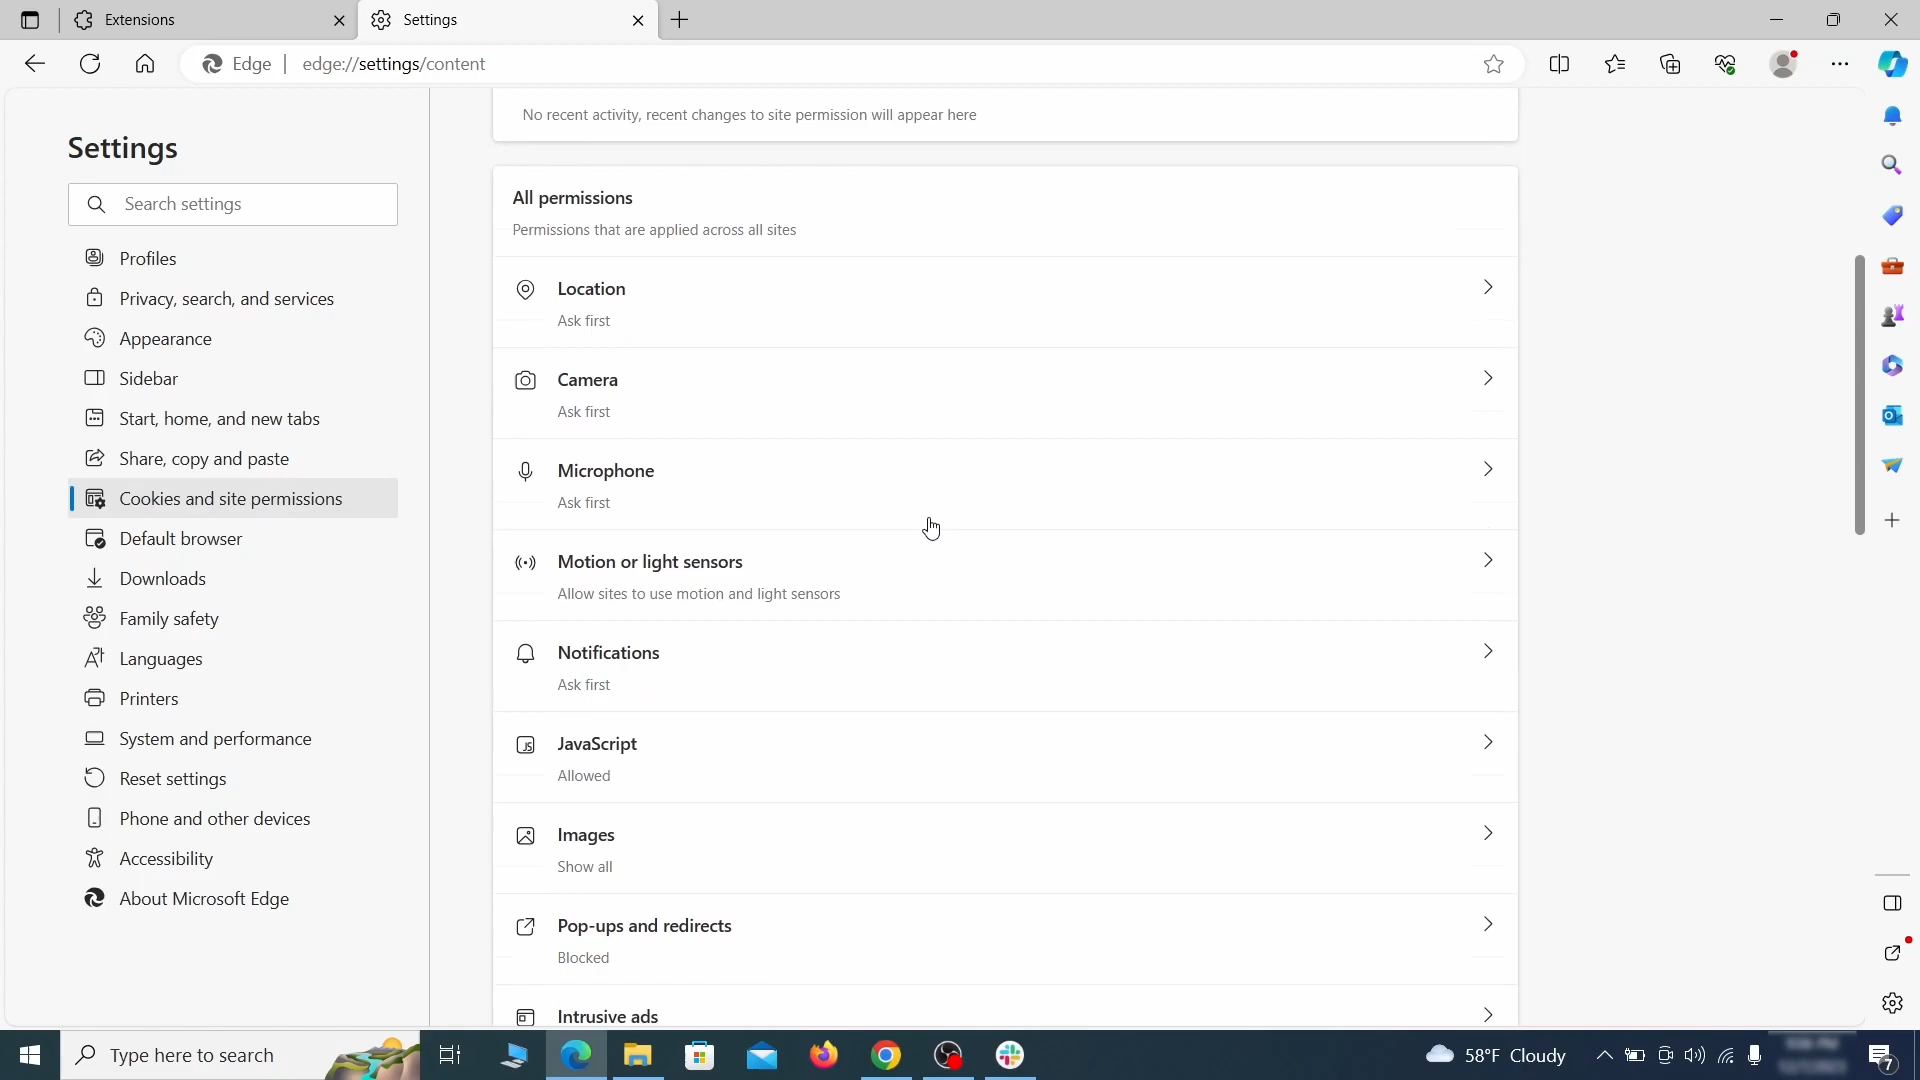 Extensions
Settings
Edge
edge://settings/content
Settings
Search settings
Profiles
Privacy, search, and services
Appearance
Sidebar
Start, home, and new tabs
Share, copy and paste
Cookies and site permissions
Default browser
Downloads
Family safety
Languages
Printers
System and performance
Reset settings
Phone and other devices
Accessibility
About Microsoft Edge
No recent activity, recent changes to site permission will appear here
All permissions
Permissions that are applied across all sites
Location
Ask first
Camera
Ask first
Microphone
Ask first
Motion or light sensors
Allow sites to use motion and light sensors
Notifications
Ask first
JavaScript
Allowed
Images
Show all
Pop-ups and redirects
Blocked
Intrusive ads
Type here to search
58°F Cloudy
7